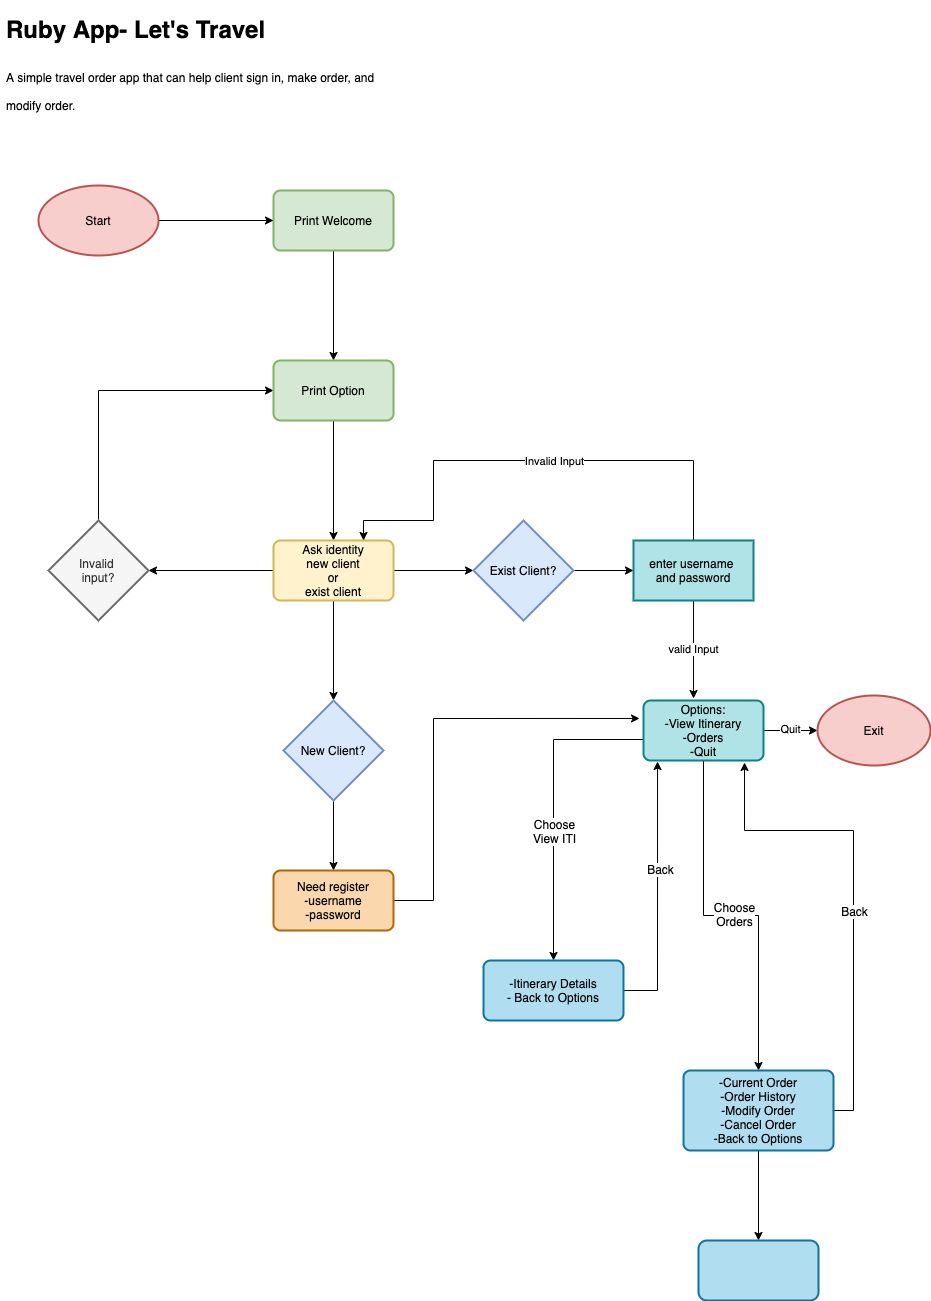 Ruby App- Let's Travel
A simple travel order app that can help client sign in, make order, and
modify order.
Start
Print Welcome
Print Option
Invalid Input
Invalid
input?
Ask identity
new client
or
exist client
Exist Client?
enter username
and password
valid Input
New Client?
Options:
-View Itinerary
-Orders
-Quit
Quit
Exit
Choose
View ITI
Back
Need register
-username
-password
Choose
Orders
Back
-Itinerary Details
- Back to Options
-Current Order
-Order History
-Modify Order
-Cancel Order
-Back to Options